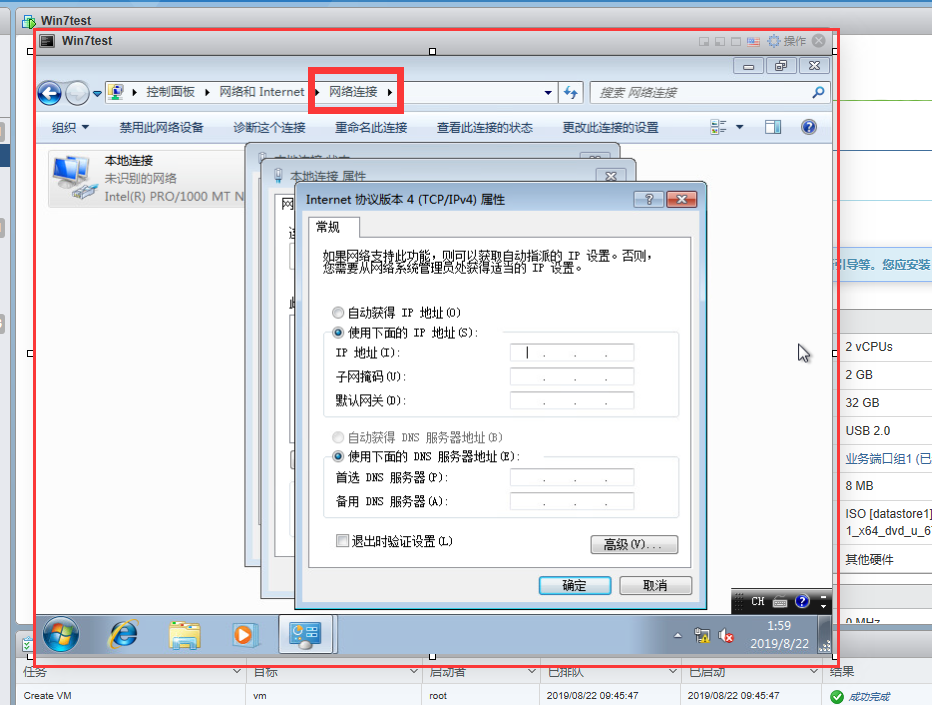 Win7test
Win7test
操作
控制面板 网络和 Internet 网络连接
搜索 网络连接
组织 禁用此网络设备 诊断这个连接 重命名此连接 查看此连接的状态 更改此连接的设置
本地连接
未识别的网络
Intel(R) PRO/1000 MT N
本地连接 状态
本地连接 属性
网
Internet 协议版本 4 (TCP/IPv4) 属性
常规
如果网络支持此功能，则可以获取自动指派的 IP 设置。否则，
您需要从网络系统管理员处获得适当的 IP 设置。
自动获得 IP 地址(O)
使用下面的 IP 地址(S):
IP 地址(I):
子网掩码(U):
默认网关(D):
自动获得 DNS 服务器地址(B)
使用下面的 DNS 服务器地址(E):
首选 DNS 服务器(P):
备用 DNS 服务器(A):
退出时验证设置(L)
高级(V)...
确定 取消
引导等。您应安装
2 vCPUs
2 GB
32 GB
USB 2.0
业务端口组1 (已
8 MB
ISO [datastore1]
1_x64_dvd_u_67
其他硬件
0 MHz
CH
1:59
2019/8/22
任务 目标 启动者 已排队 已启动 结果
Create VM vm root 2019/08/22 09:45:47 2019/08/22 09:45:47 成功完成